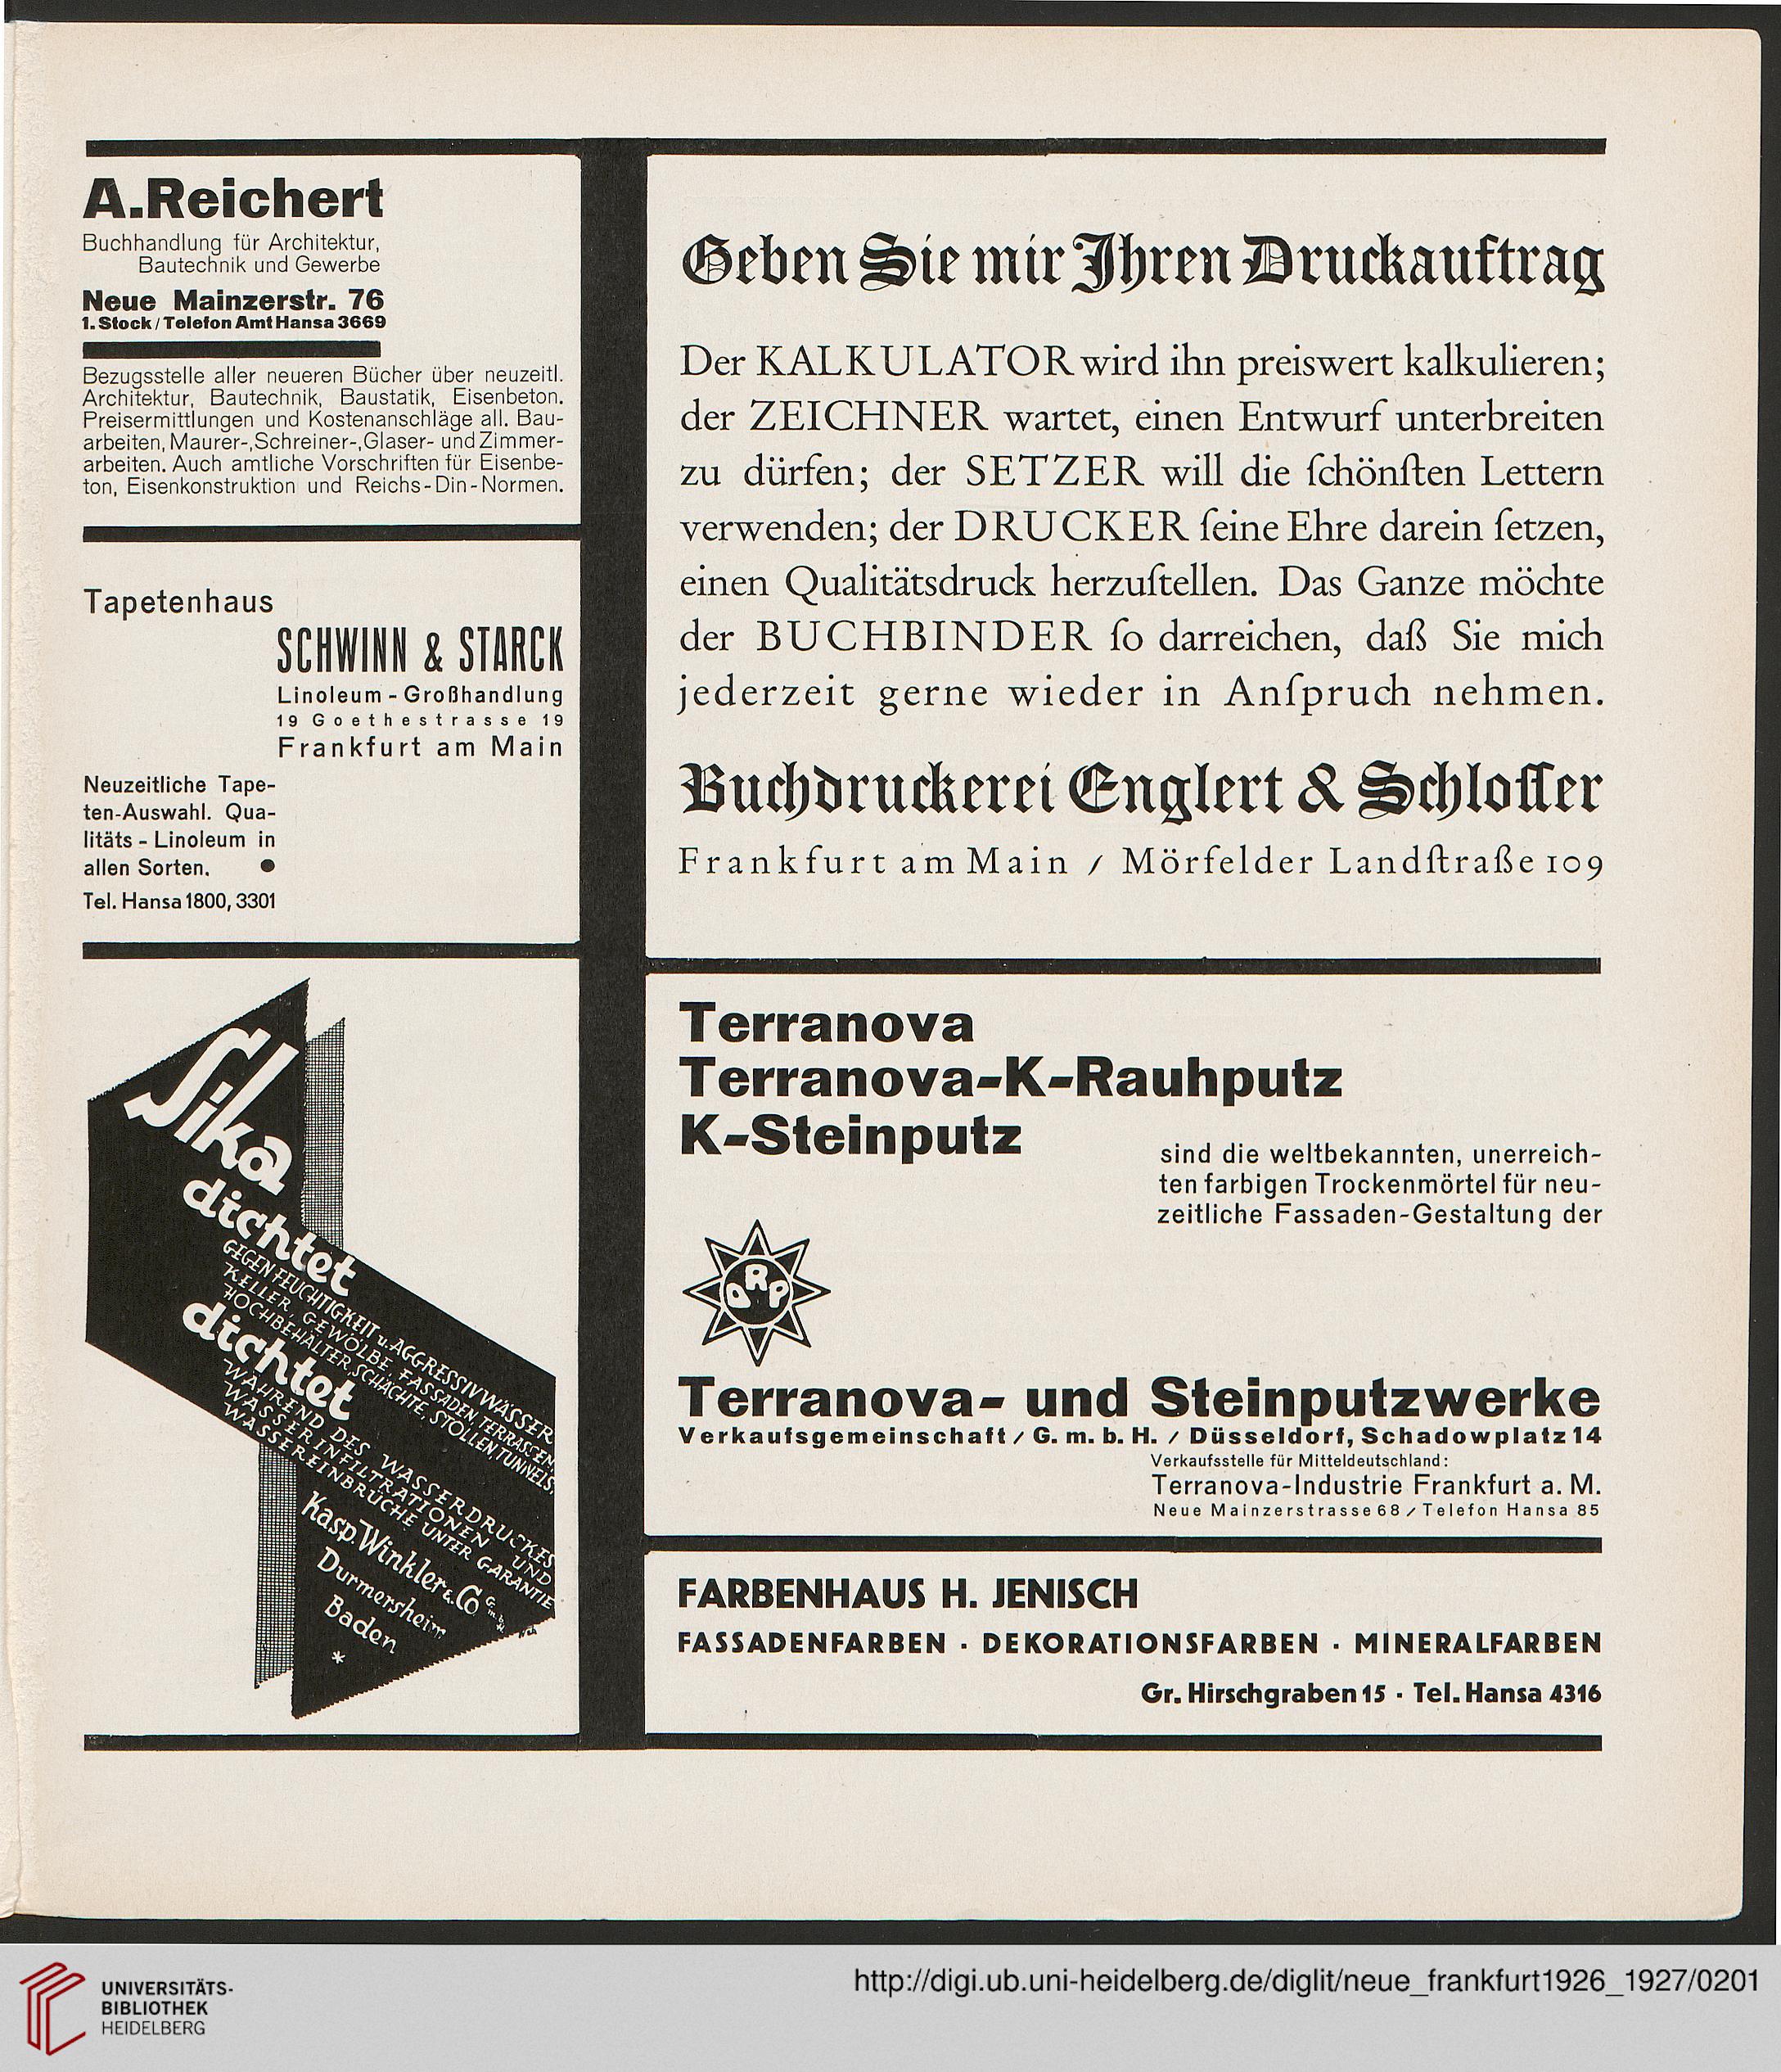 A.Reichert
Buchhandlung für Architektur,
Bautechnik und Gewerbe
Neue Mainzerstr. 76
1. Stock / Telefon Amt Hansa 3669
Bezugsstelle aller neueren Bücher über neuzeitl.
Architektur, Bautechnik, Baustatik, Eisenbeton.
Preisermittlungen und Kostenanschläge all. Bau-
arbeiten, Maurer-, Schreiner-, Glaser- und Zimmer-
arbeiten. Auch amtliche Vorschriften für Eisenbe-
ton, Eisenkonstruktion und Reichs-Din-Normen.
Tapetenhaus
SCHWINN & STARCK
Linoleum - Großhandlung
19 Goethestrasse 19
Frankfurt am Main
Neuzeitliche Tape-
ten-Auswahl. Qua-
litäts - Linoleum in
allen Sorten. ●
Tel. Hansa 1800, 3301
Sika
dichtet
GEGEN FEUCHTIGKEIT u. AGGRESSIVWÄSSER,
KELLER, GEWÖLBE, FASSADEN, TERRASSEN,
HOCHBEHÄLTER, SCHÄCHTE, STOLLEN, TUNNELS,
dichtet
WÄHREND DES WASSERDRUCKES
WASSERINFILTRATIONEN UND
WASSEREINBRÜCHE UNTER GARANTIE
Kasp. Winkler & Co G.m.b.H.
Durmersheim
Baden
*
Geben Sie mir Ihren Druckauftrag
Der KALKULATOR wird ihn preiswert kalkulieren;
der ZEICHNER wartet, einen Entwurf unterbreiten
zu dürfen; der SETZER will die ſchönſten Lettern
verwenden; der DRUCKER ſeine Ehre darein ſetzen,
einen Qualitätsdruck herzuſtellen. Das Ganze möchte
der BUCHBINDER ſo darreichen, daß Sie mich
jederzeit gerne wieder in Anſpruch nehmen.
Buchdruckerei Englert & Schloſſer
Frankfurt am Main / Mörfelder Landſtraße 109
Terranova
Terranova-K-Rauhputz
K-Steinputz
sind die weltbekannten, unerreich-
ten farbigen Trockenmörtel für neu-
zeitliche Fassaden-Gestaltung der
DRP
Terranova- und Steinputzwerke
Verkaufsgemeinschaft / G. m. b. H. / Düsseldorf, Schadowplatz 14
Verkaufsstelle für Mitteldeutschland:
Terranova-Industrie Frankfurt a. M.
Neue Mainzerstrasse 68 / Telefon Hansa 85
FARBENHAUS H. JENISCH
FASSADENFARBEN · DEKORATIONSFARBEN · MINERALFARBEN
Gr. Hirschgraben 15 · Tel. Hansa 4316
UNIVERSITÄTS-
BIBLIOTHEK
HEIDELBERG
http://digi.ub.uni-heidelberg.de/diglit/neue_frankfurt1926_1927/0201